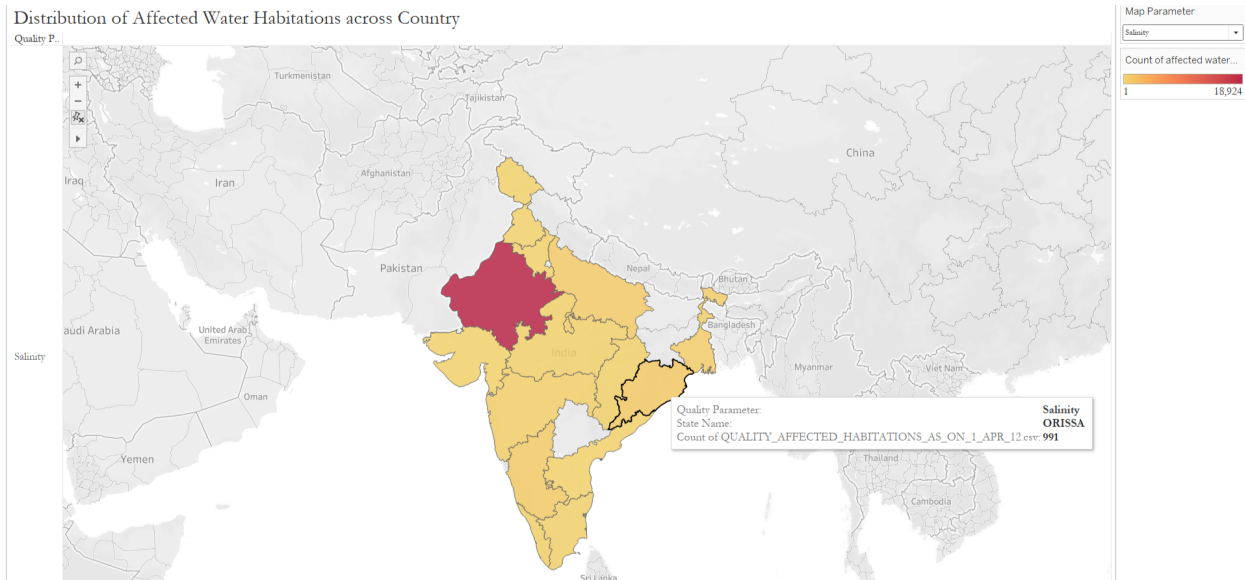 Distribution of Affected Water Habitations across Country
Quality P..
Salinity
Turkmenistan
Tajikistan
China
Iraq
Iran
Afghanistan
Pakistan
Nepal
Bhutan
Bangladesh
audi Arabia
United Arab
Emirates
India
Myanmar
Viet Nam
Oman
Yemen
Thailand
Cambodia
Sri Lanka
Quality Parameter: Salinity
State Name: ORISSA
Count of QUALITY_AFFECTED_HABITATIONS_AS_ON_1_APR_12.csv: 991
Map Parameter
Salinity
Count of affected water...
1 18,924